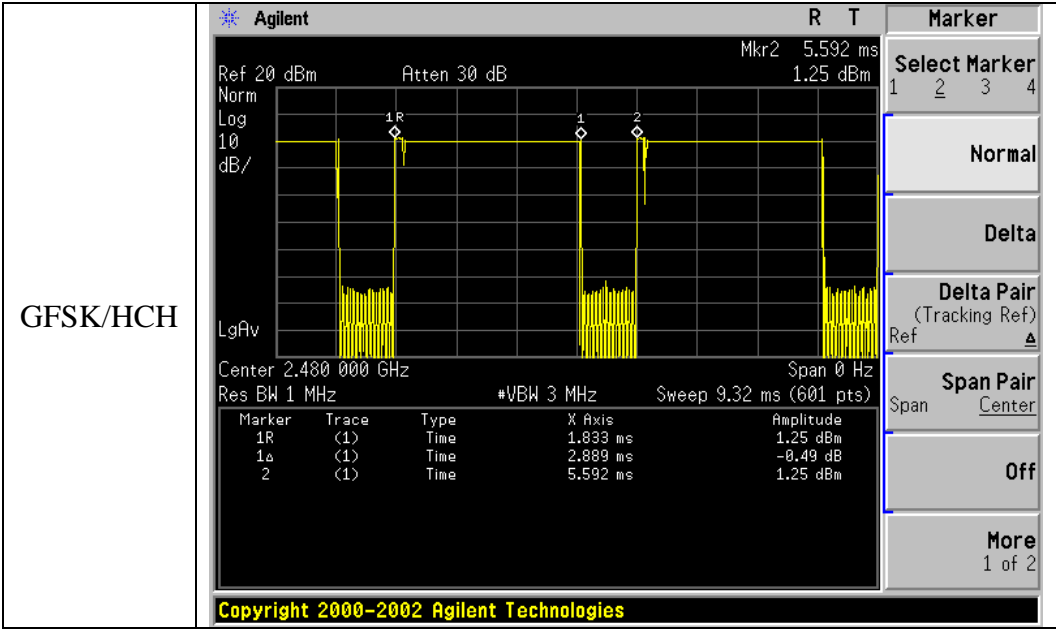 GFSK/HCH
Agilent R T
Mkr2 5.592 ms
Ref 20 dBm Atten 30 dB 1.25 dBm
Norm
Log
10
dB/
1R 1 2
LgAv
Center 2.480 000 GHz Span 0 Hz
Res BW 1 MHz #VBW 3 MHz Sweep 9.32 ms (601 pts)
Marker Trace Type X Axis Amplitude
1R (1) Time 1.833 ms 1.25 dBm
1Δ (1) Time 2.889 ms -0.49 dB
2 (1) Time 5.592 ms 1.25 dBm
Copyright 2000-2002 Agilent Technologies
Marker
Select Marker
1 2 3 4
Normal
Delta
Delta Pair
(Tracking Ref)
Ref Δ
Span Pair
Span Center
Off
More
1 of 2